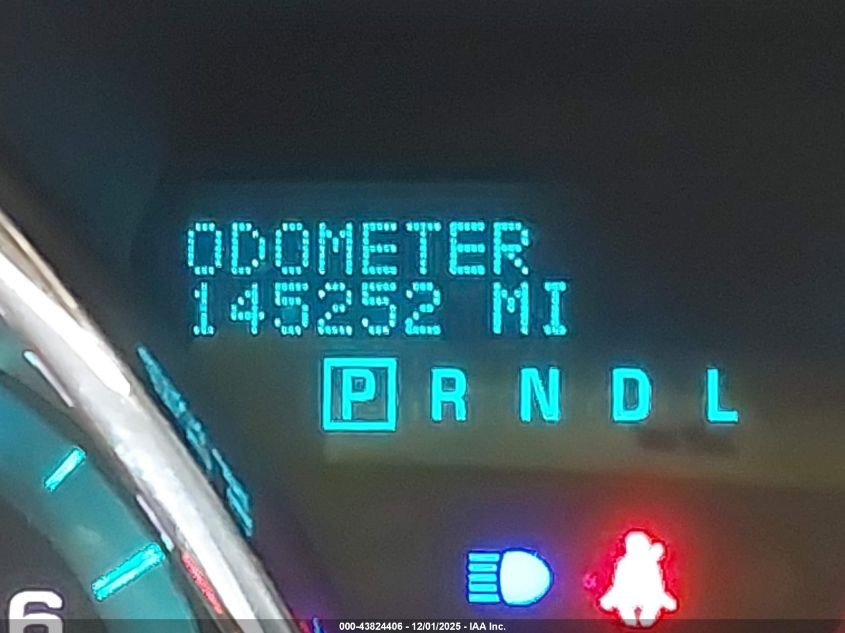 ODOMETER
145252 MI
P R N D L
6
000-43824406 - 12/01/2025 - IAA Inc.